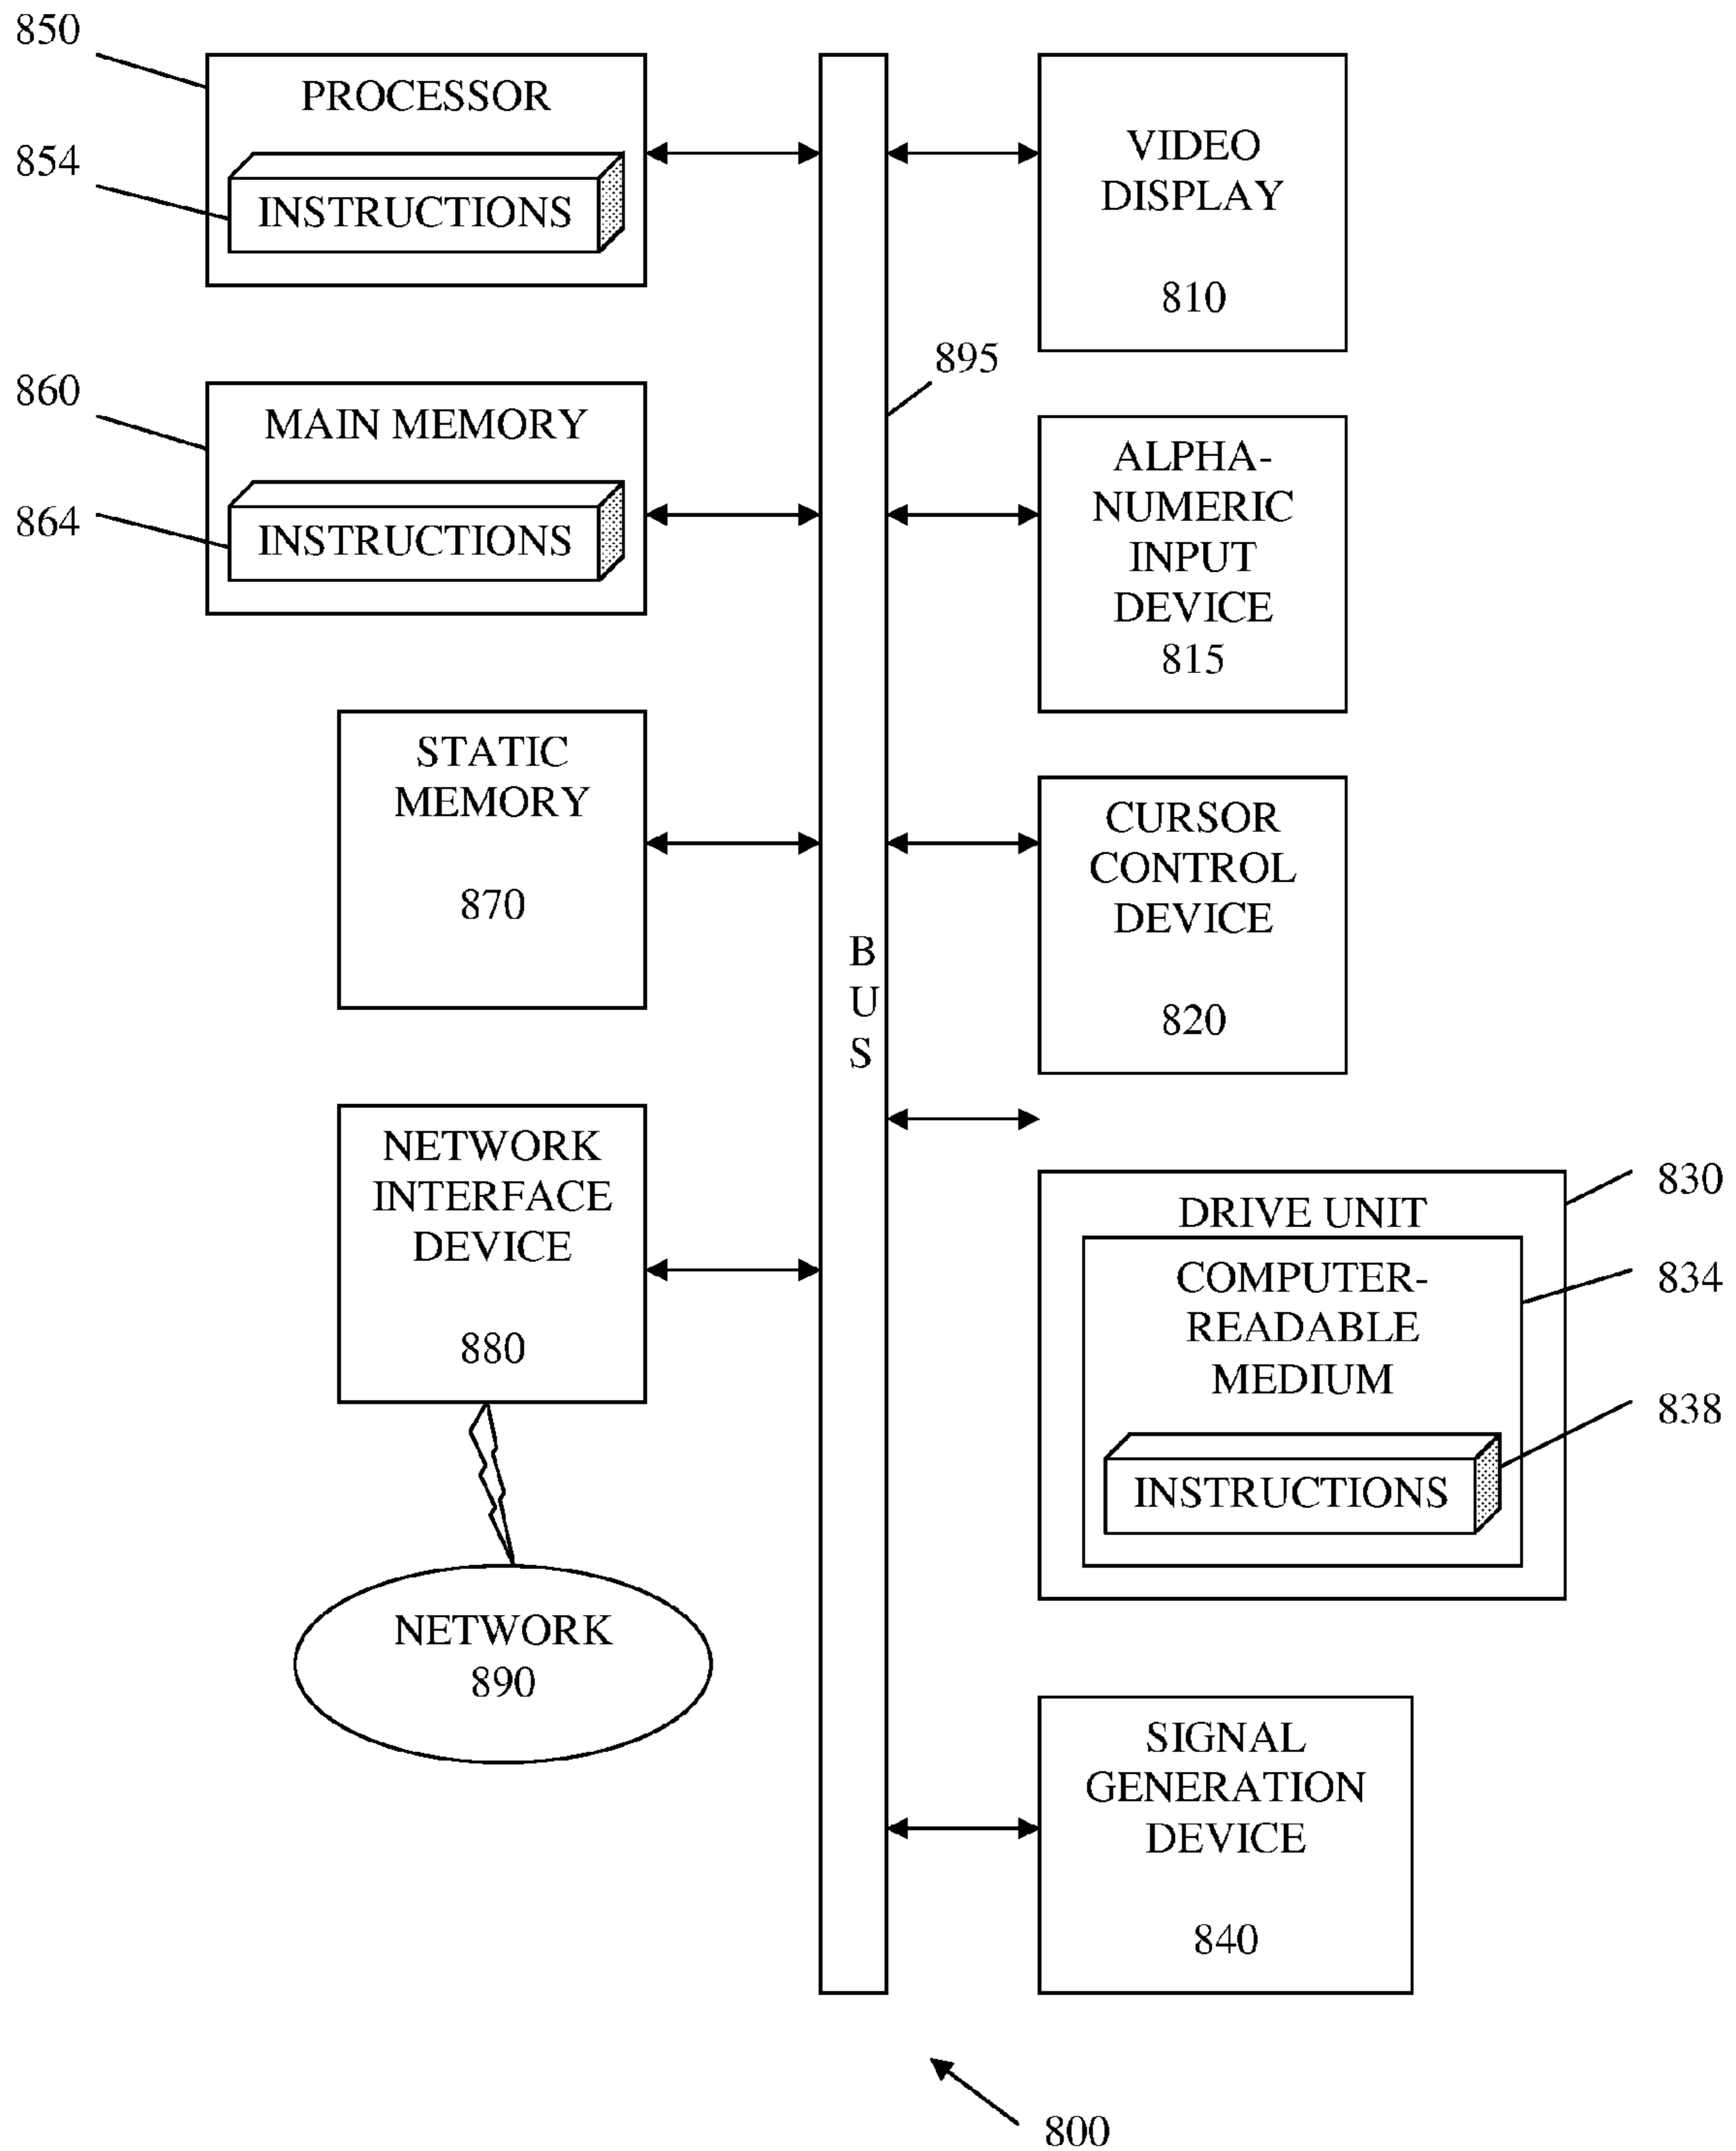 850
PROCESSOR
854
INSTRUCTIONS
860
MAIN MEMORY
864
INSTRUCTIONS
STATIC
MEMORY
870
NETWORK
INTERFACE
DEVICE
880
NETWORK
890
895
B
U
S
VIDEO
DISPLAY
810
ALPHA-
NUMERIC
INPUT
DEVICE
815
CURSOR
CONTROL
DEVICE
820
830
DRIVE UNIT
834
COMPUTER-
READABLE
MEDIUM
838
INSTRUCTIONS
SIGNAL
GENERATION
DEVICE
840
800